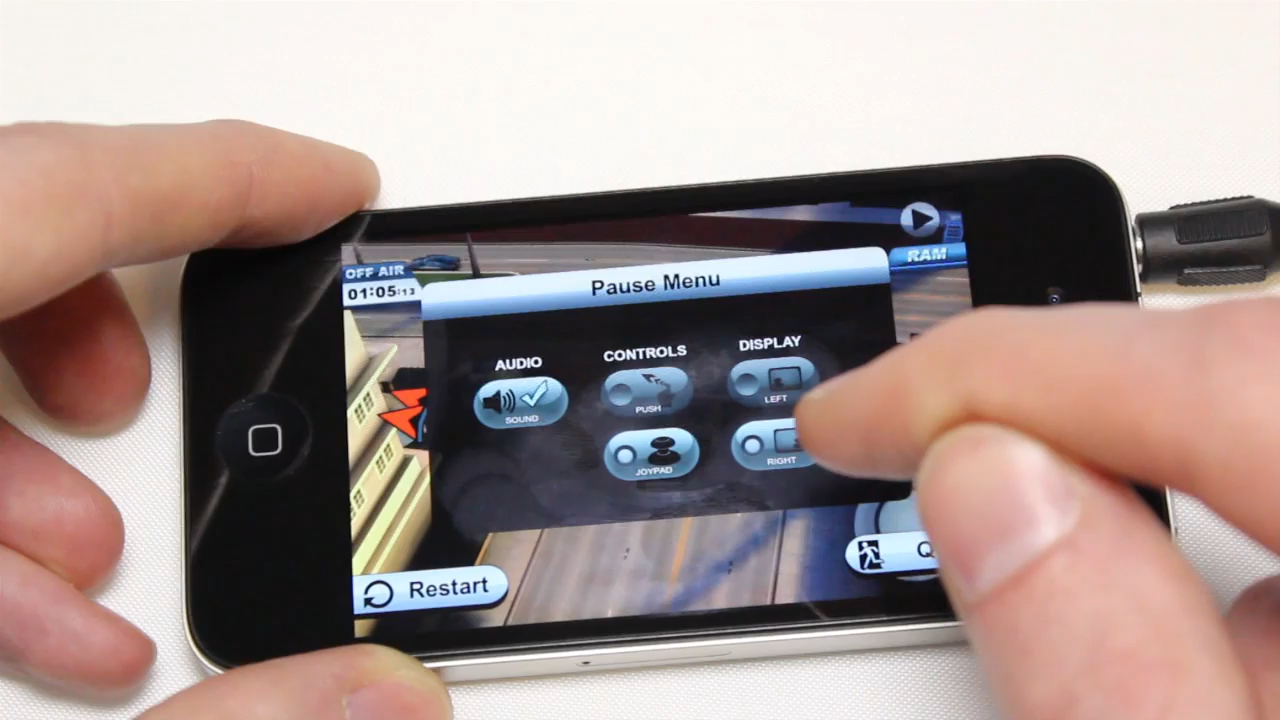 OFF AIR
01:05:13
RAM
Pause Menu
AUDIO
CONTROLS
DISPLAY
SOUND
PUSH
LEFT
JOYPAD
RIGHT
Restart
Q